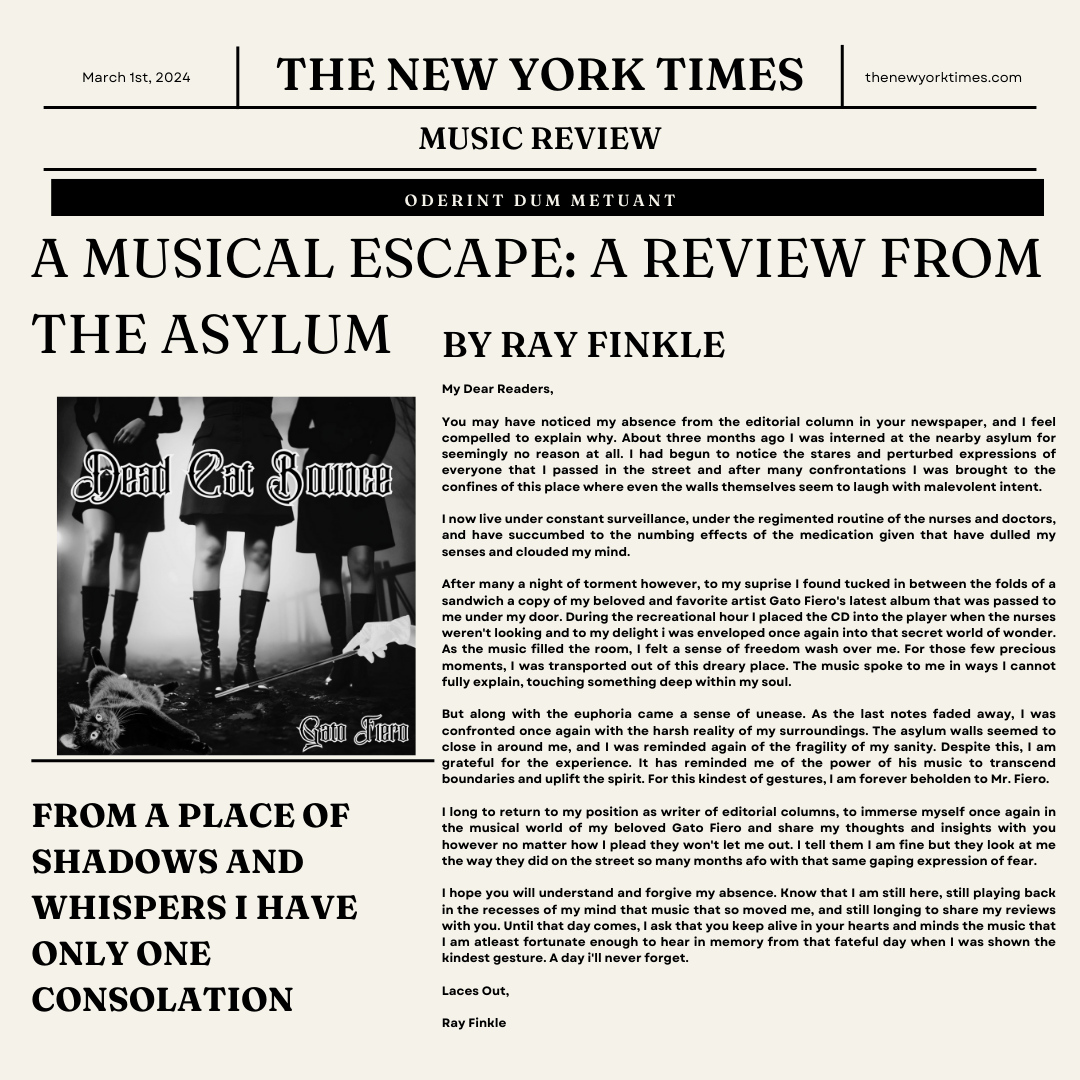 March 1st, 2024
THE NEW YORK TIMES
thenewyorktimes.com
MUSIC REVIEW
ODERINT DUM METUANT
A MUSICAL ESCAPE: A REVIEW FROM
THE ASYLUM
BY RAY FINKLE
Dead Cat Bounce
Gato Fiero
FROM A PLACE OF
SHADOWS AND
WHISPERS I HAVE
ONLY ONE
CONSOLATION
My Dear Readers,
You may have noticed my absence from the editorial column in your newspaper, and I feel
compelled to explain why. About three months ago I was interned at the nearby asylum for
seemingly no reason at all. I had begun to notice the stares and perturbed expressions of
everyone that I passed in the street and after many confrontations I was brought to the
confines of this place where even the walls themselves seem to laugh with malevolent intent.
I now live under constant surveillance, under the regimented routine of the nurses and doctors,
and have succumbed to the numbing effects of the medication given that have dulled my
senses and clouded my mind.
After many a night of torment however, to my suprise I found tucked in between the folds of a
sandwich a copy of my beloved and favorite artist Gato Fiero's latest album that was passed to
me under my door. During the recreational hour I placed the CD into the player when the nurses
weren't looking and to my delight i was enveloped once again into that secret world of wonder.
As the music filled the room, I felt a sense of freedom wash over me. For those few precious
moments, I was transported out of this dreary place. The music spoke to me in ways I cannot
fully explain, touching something deep within my soul.
But along with the euphoria came a sense of unease. As the last notes faded away, I was
confronted once again with the harsh reality of my surroundings. The asylum walls seemed to
close in around me, and I was reminded again of the fragility of my sanity. Despite this, I am
grateful for the experience. It has reminded me of the power of his music to transcend
boundaries and uplift the spirit. For this kindest of gestures, I am forever beholden to Mr. Fiero.
I long to return to my position as writer of editorial columns, to immerse myself once again in
the musical world of my beloved Gato Fiero and share my thoughts and insights with you
however no matter how I plead they won't let me out. I tell them I am fine but they look at me
the way they did on the street so many months afo with that same gaping expression of fear.
I hope you will understand and forgive my absence. Know that I am still here, still playing back
in the recesses of my mind that music that so moved me, and still longing to share my reviews
with you. Until that day comes, I ask that you keep alive in your hearts and minds the music that
I am atleast fortunate enough to hear in memory from that fateful day when I was shown the
kindest gesture. A day i'll never forget.
Laces Out,
Ray Finkle